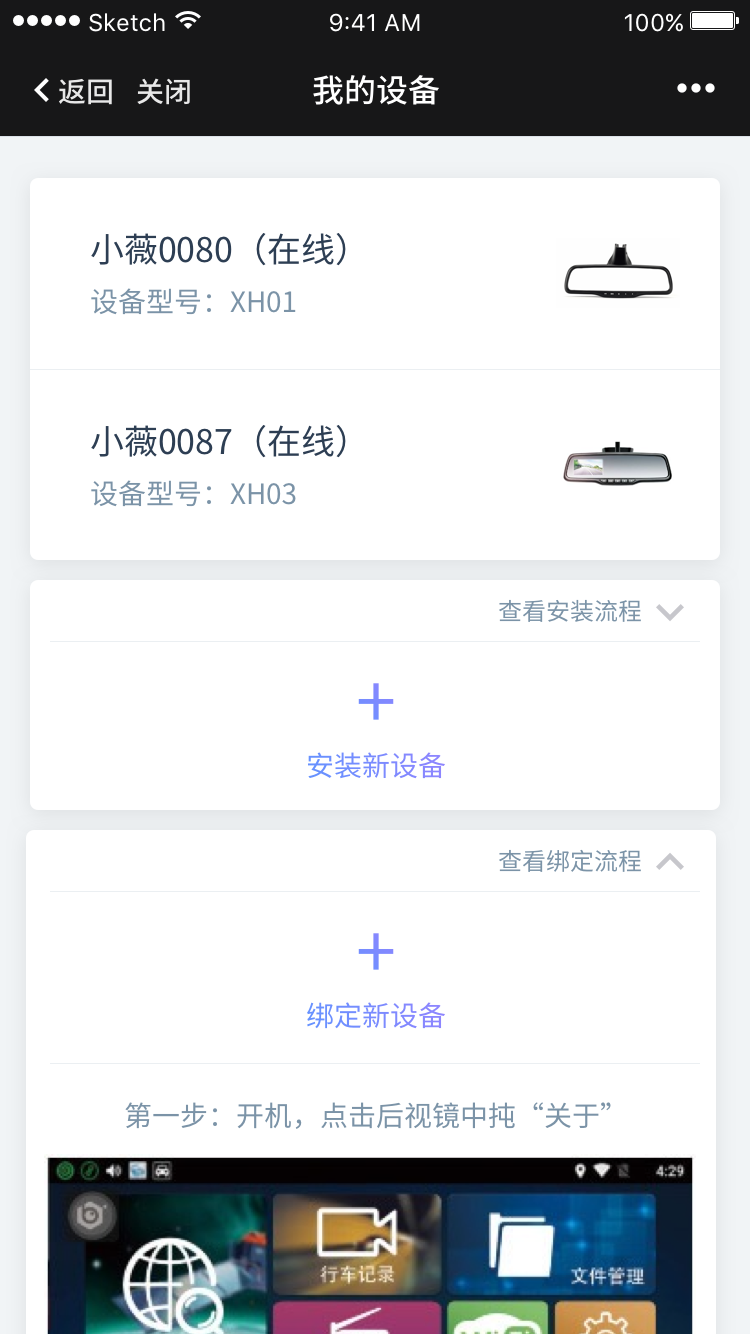 Sketch 9:41 AM 100%
返回 关闭 我的设备
小薇0080（在线）
设备型号：XH01
小薇0087（在线）
设备型号：XH03
查看安装流程
安装新设备
查看绑定流程
绑定新设备
第一步：开机，点击后视镜中扽“关于”
4:29
行车记录
文件管理